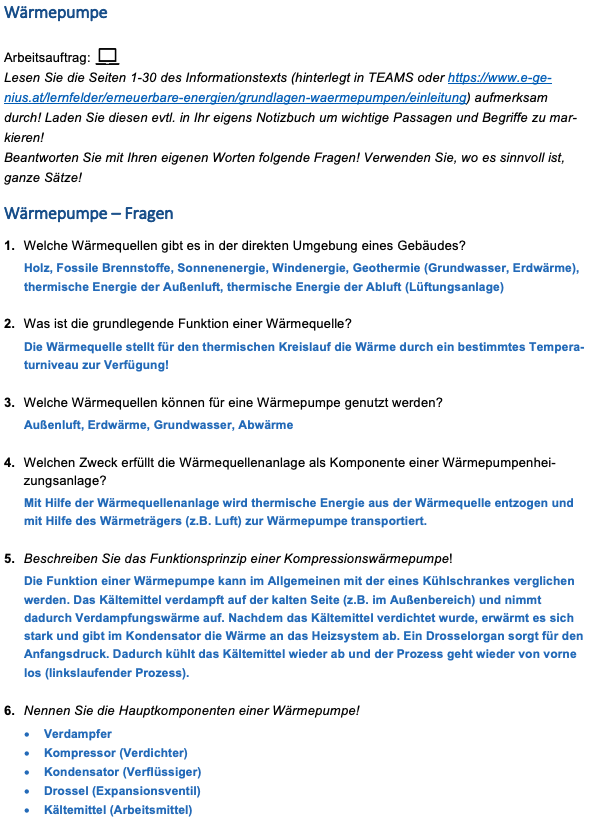 Wärmepumpe
Arbeitsauftrag:
Lesen Sie die Seiten 1-30 des Informationstexts (hinterlegt in TEAMS oder https://www.e-ge-
nius.at/lernfelder/erneuerbare-energien/grundlagen-waermepumpen/einleitung) aufmerksam
durch! Laden Sie diesen evtl. in Ihr eigens Notizbuch um wichtige Passagen und Begriffe zu mar-
kieren!
Beantworten Sie mit Ihren eigenen Worten folgende Fragen! Verwenden Sie, wo es sinnvoll ist,
ganze Sätze!
Wärmepumpe – Fragen
1. Welche Wärmequellen gibt es in der direkten Umgebung eines Gebäudes?
Holz, Fossile Brennstoffe, Sonnenenergie, Windenergie, Geothermie (Grundwasser, Erdwärme),
thermische Energie der Außenluft, thermische Energie der Abluft (Lüftungsanlage)
2. Was ist die grundlegende Funktion einer Wärmequelle?
Die Wärmequelle stellt für den thermischen Kreislauf die Wärme durch ein bestimmtes Tempera-
turniveau zur Verfügung!
3. Welche Wärmequellen können für eine Wärmepumpe genutzt werden?
Außenluft, Erdwärme, Grundwasser, Abwärme
4. Welchen Zweck erfüllt die Wärmequellenanlage als Komponente einer Wärmepumpenhei-
zungsanlage?
Mit Hilfe der Wärmequellenanlage wird thermische Energie aus der Wärmequelle entzogen und
mit Hilfe des Wärmeträgers (z.B. Luft) zur Wärmepumpe transportiert.
5. Beschreiben Sie das Funktionsprinzip einer Kompressionswärmepumpe!
Die Funktion einer Wärmepumpe kann im Allgemeinen mit der eines Kühlschrankes verglichen
werden. Das Kältemittel verdampft auf der kalten Seite (z.B. im Außenbereich) und nimmt
dadurch Verdampfungswärme auf. Nachdem das Kältemittel verdichtet wurde, erwärmt es sich
stark und gibt im Kondensator die Wärme an das Heizsystem ab. Ein Drosselorgan sorgt für den
Anfangsdruck. Dadurch kühlt das Kältemittel wieder ab und der Prozess geht wieder von vorne
los (linkslaufender Prozess).
6. Nennen Sie die Hauptkomponenten einer Wärmepumpe!
• Verdampfer
• Kompressor (Verdichter)
• Kondensator (Verflüssiger)
• Drossel (Expansionsventil)
• Kältemittel (Arbeitsmittel)